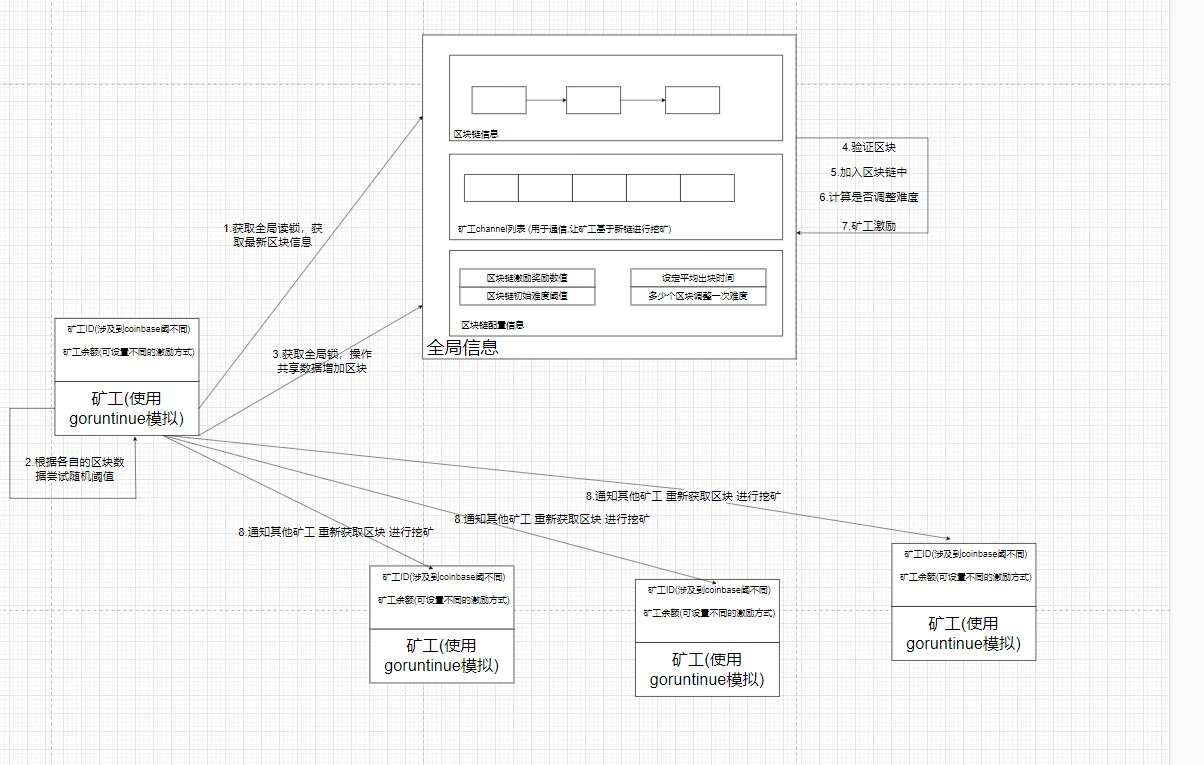 区块链信息
矿工channel列表 (用于通信,让矿工基于新链进行挖矿)
区块链激励奖励数值
区块链初始难度阈值
设定平均出块时间
多少个区块调整一次难度
区块链配置信息
全局信息
4.验证区块
5.加入区块链中
6.计算是否调整难度
7.矿工激励
1.获取全局读锁，获
取最新区块信息
3.获取全局锁，操作
共享数据增加区块
矿工ID(涉及到coinbase阈不同)
矿工余额(可设置不同的激励方式)
矿工(使用
goruntinue模拟)
2.根据各自的区块数
据尝试随机阈值
8.通知其他矿工 重新获取区块 进行挖矿
8.通知其他矿工 重新获取区块 进行挖矿
8.通知其他矿工 重新获取区块 进行挖矿
矿工ID(涉及到coinbase阈不同)
矿工余额(可设置不同的激励方式)
矿工(使用
goruntinue模拟)
矿工ID(涉及到coinbase阈不同)
矿工余额(可设置不同的激励方式)
矿工(使用
goruntinue模拟)
矿工ID(涉及到coinbase阈不同)
矿工余额(可设置不同的激励方式)
矿工(使用
goruntinue模拟)